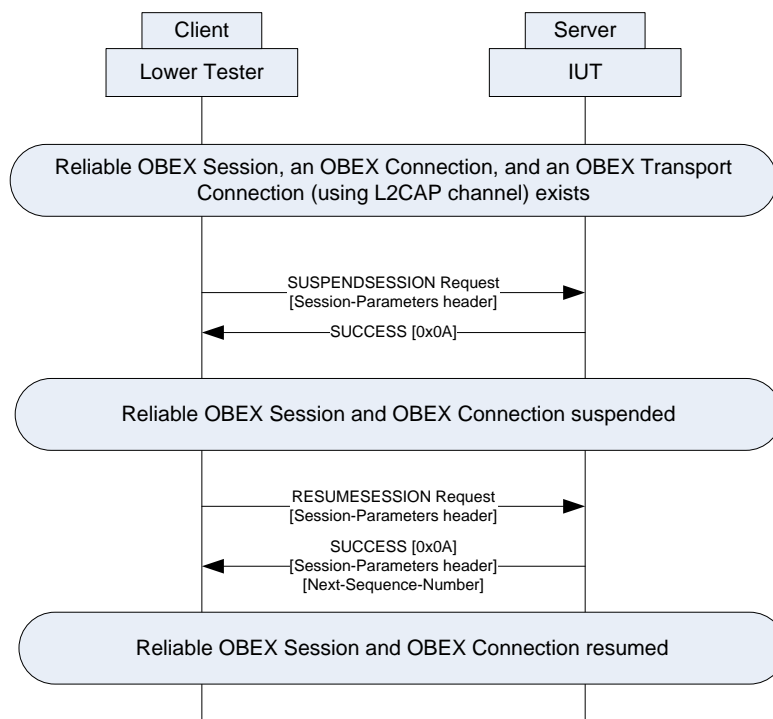 Client
Server
Lower Tester
IUT
Reliable OBEX Session, an OBEX Connection, and an OBEX Transport
Connection (using L2CAP channel) exists
SUSPENDSESSION Request
[Session-Parameters header]
SUCCESS [0x0A]
Reliable OBEX Session and OBEX Connection suspended
RESUMESESSION Request
[Session-Parameters header]
SUCCESS [0x0A]
[Session-Parameters header]
[Next-Sequence-Number]
Reliable OBEX Session and OBEX Connection resumed